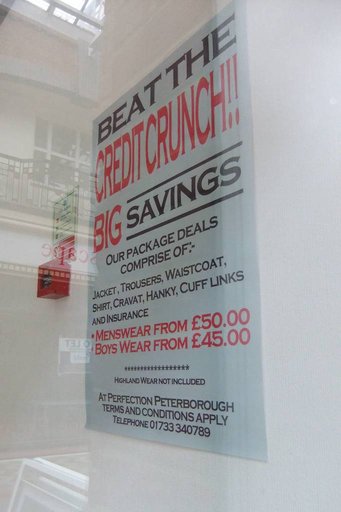 BEAT THE
CREDIT CRUNCH!!
BIG SAVINGS
OUR PACKAGE DEALS
COMPRISE OF:-
JACKET, TROUSERS, WAISTCOAT,
SHIRT, CRAVAT, HANKY, CUFF LINKS
AND INSURANCE
• MENSWEAR FROM £50.00
• BOYS WEAR FROM £45.00
******************
HIGHLAND WEAR NOT INCLUDED
AT PERFECTION PETERBOROUGH
TERMS AND CONDITIONS APPLY
TELEPHONE 01733 340789
TO LET